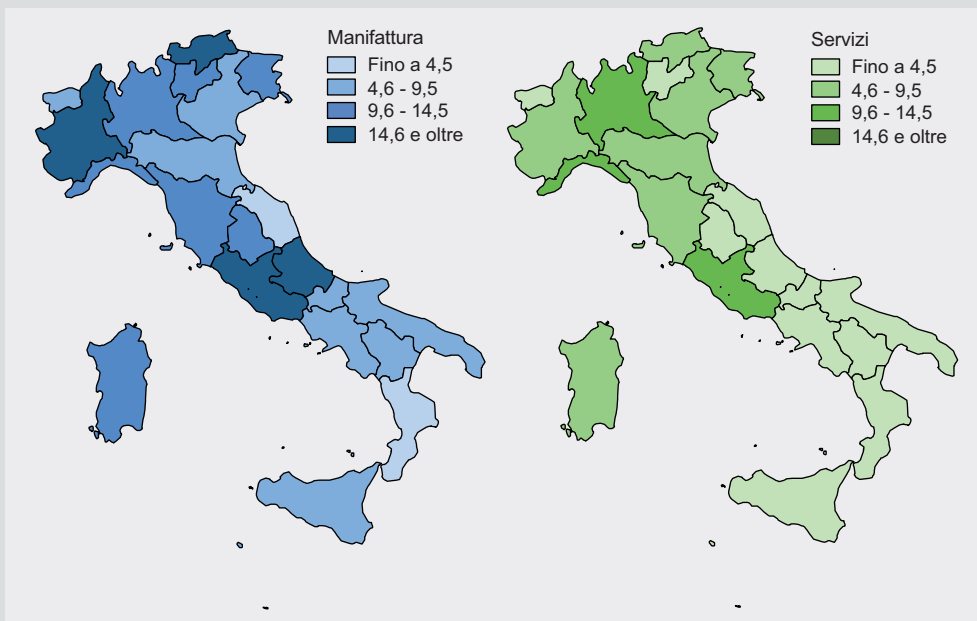 Manifattura
Fino a 4,5
4,6 - 9,5
9,6 - 14,5
14,6 e oltre
Servizi
Fino a 4,5
4,6 - 9,5
9,6 - 14,5
14,6 e oltre